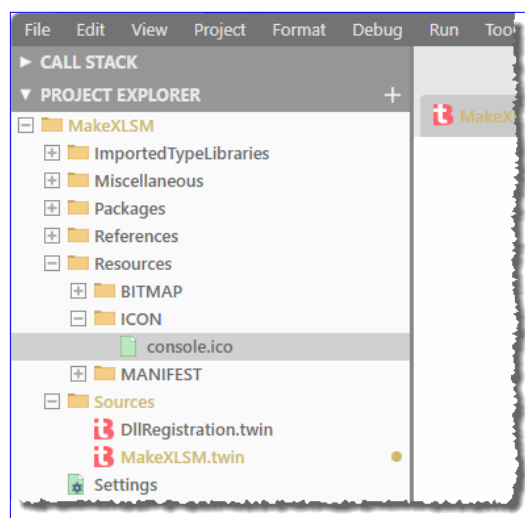 File Edit View Project Format Debug Run
CALL STACK
PROJECT EXPLORER
MakeXLSM
ImportedTypeLibraries
Miscellaneous
Packages
References
Resources
BITMAP
ICON
console.ico
MANIFEST
Sources
DllRegistration.twin
MakeXLSM.twin
Settings